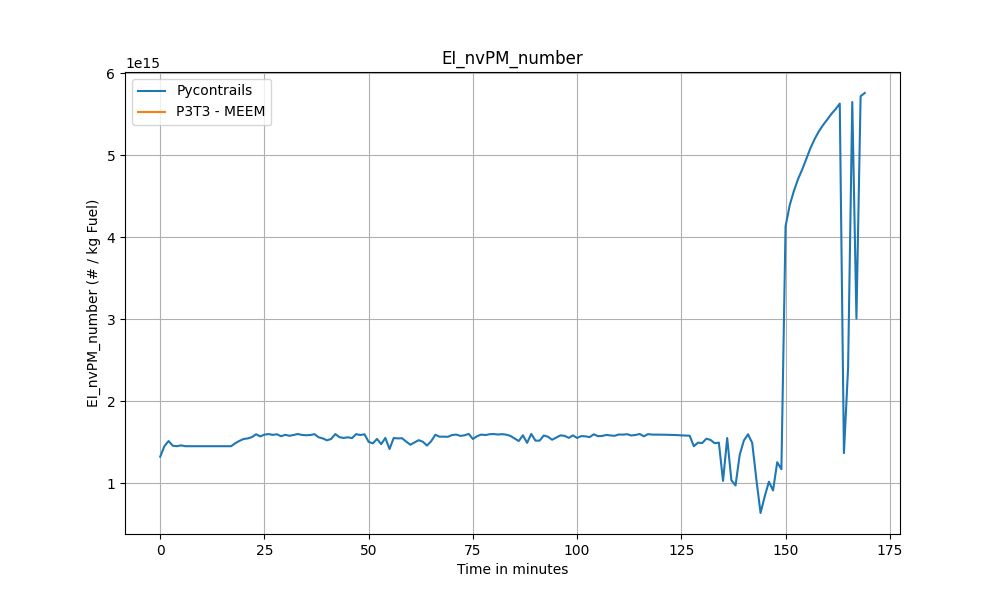 EI_nvPM_number
1e15
Pycontrails
P3T3 - MEEM
EI_nvPM_number (# / kg Fuel)
6
5
4
3
2
1
0 25 50 75 100 125 150 175
Time in minutes